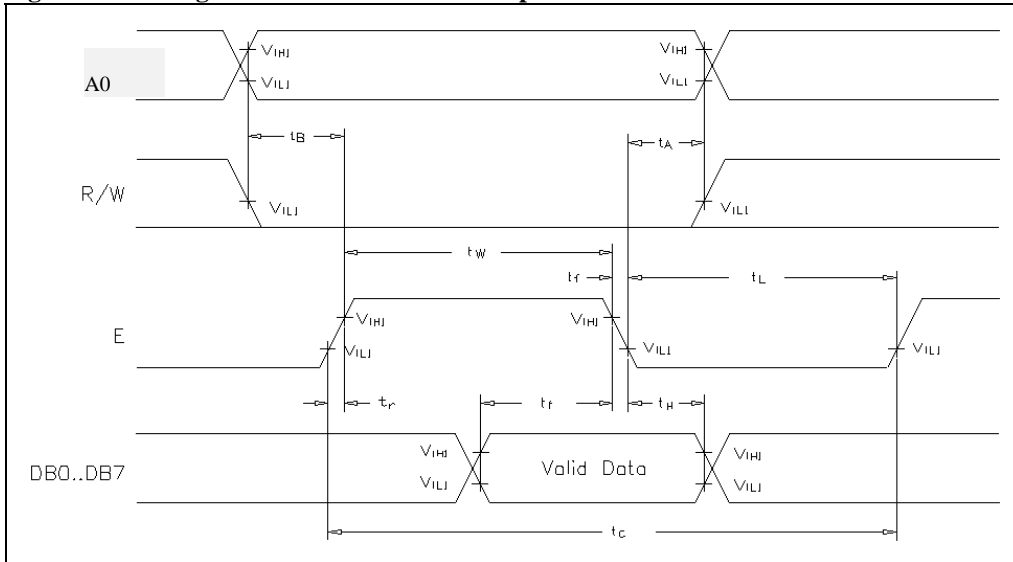 VIHI
VIHI
A0
VILI
VILI
tB
tA
R/W
VILI
VILI
tW
tf
tL
VIHI
VIHI
E
VILI
VILI
VILI
tr
tf
tH
VIHI
VIHI
DB0..DB7
Valid Data
VILI
VILI
tC